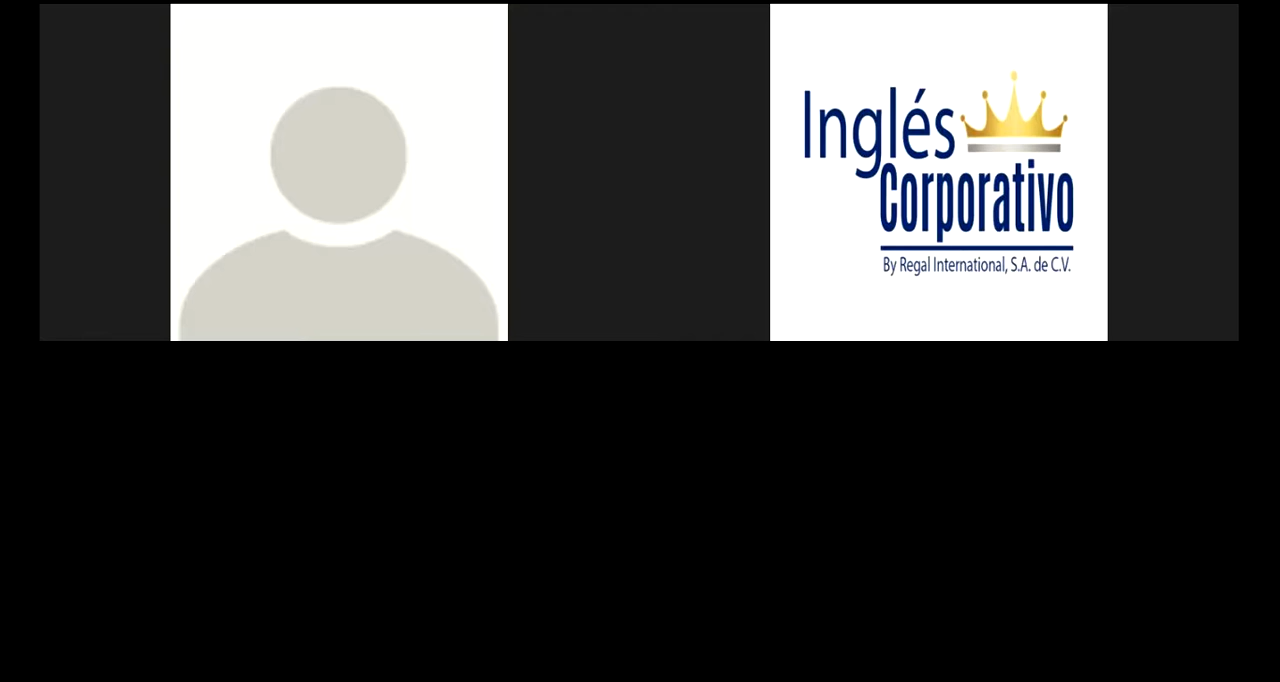 Inglés
Corporativo
By Regal International, S.A. de C.V.